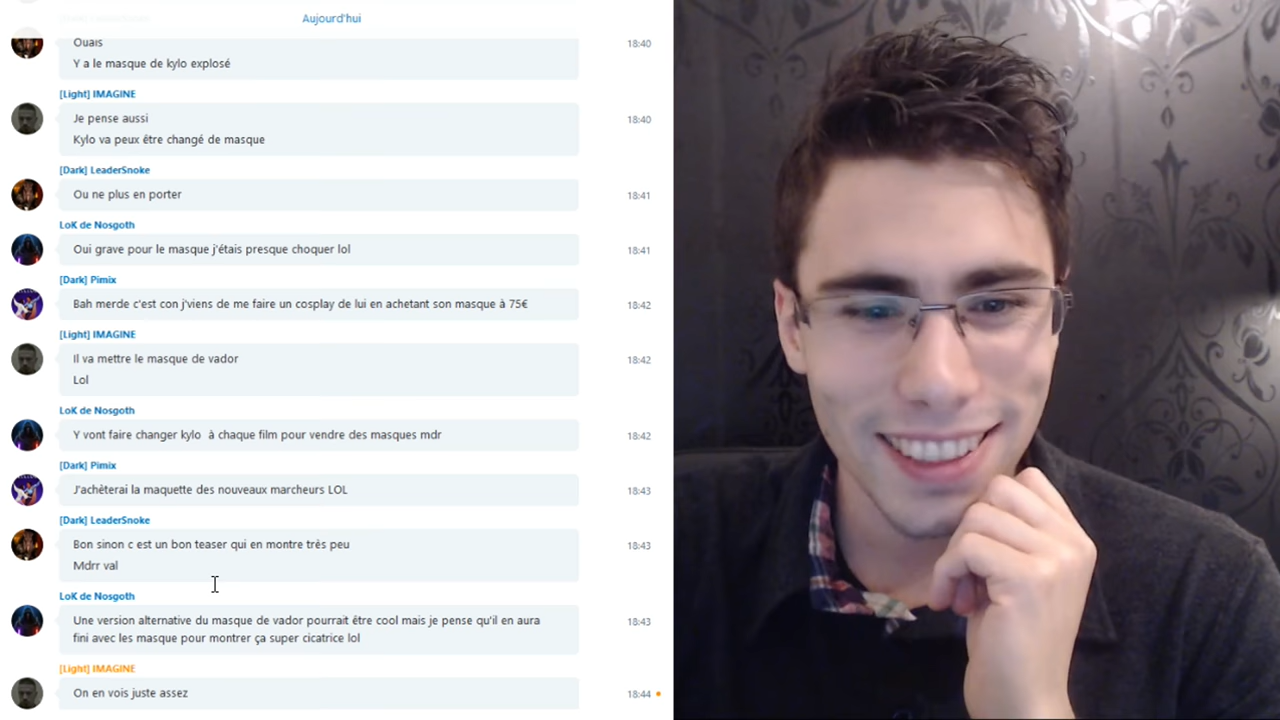 Aujourd'hui
Ouais
18:40
Y a le masque de kylo explosé
[Light] IMAGINE
Je pense aussi
18:40
Kylo va peux être changé de masque
[Dark] LeaderSnoke
Ou ne plus en porter
18:41
LoK de Nosgoth
Oui grave pour le masque j'étais presque choquer lol
18:41
[Dark] Pimix
Bah merde c'est con j'viens de me faire un cosplay de lui en achetant son masque à 75€
18:42
[Light] IMAGINE
Il va mettre le masque de vador
18:42
Lol
LoK de Nosgoth
Y vont faire changer kylo à chaque film pour vendre des masques mdr
18:42
[Dark] Pimix
J'achèterai la maquette des nouveaux marcheurs LOL
18:43
[Dark] LeaderSnoke
Bon sinon c est un bon teaser qui en montre très peu
18:43
Mdrr val
LoK de Nosgoth
Une version alternative du masque de vador pourrait être cool mais je pense qu'il en aura
18:43
fini avec les masque pour montrer ça super cicatrice lol
[Light] IMAGINE
On en vois juste assez
18:44